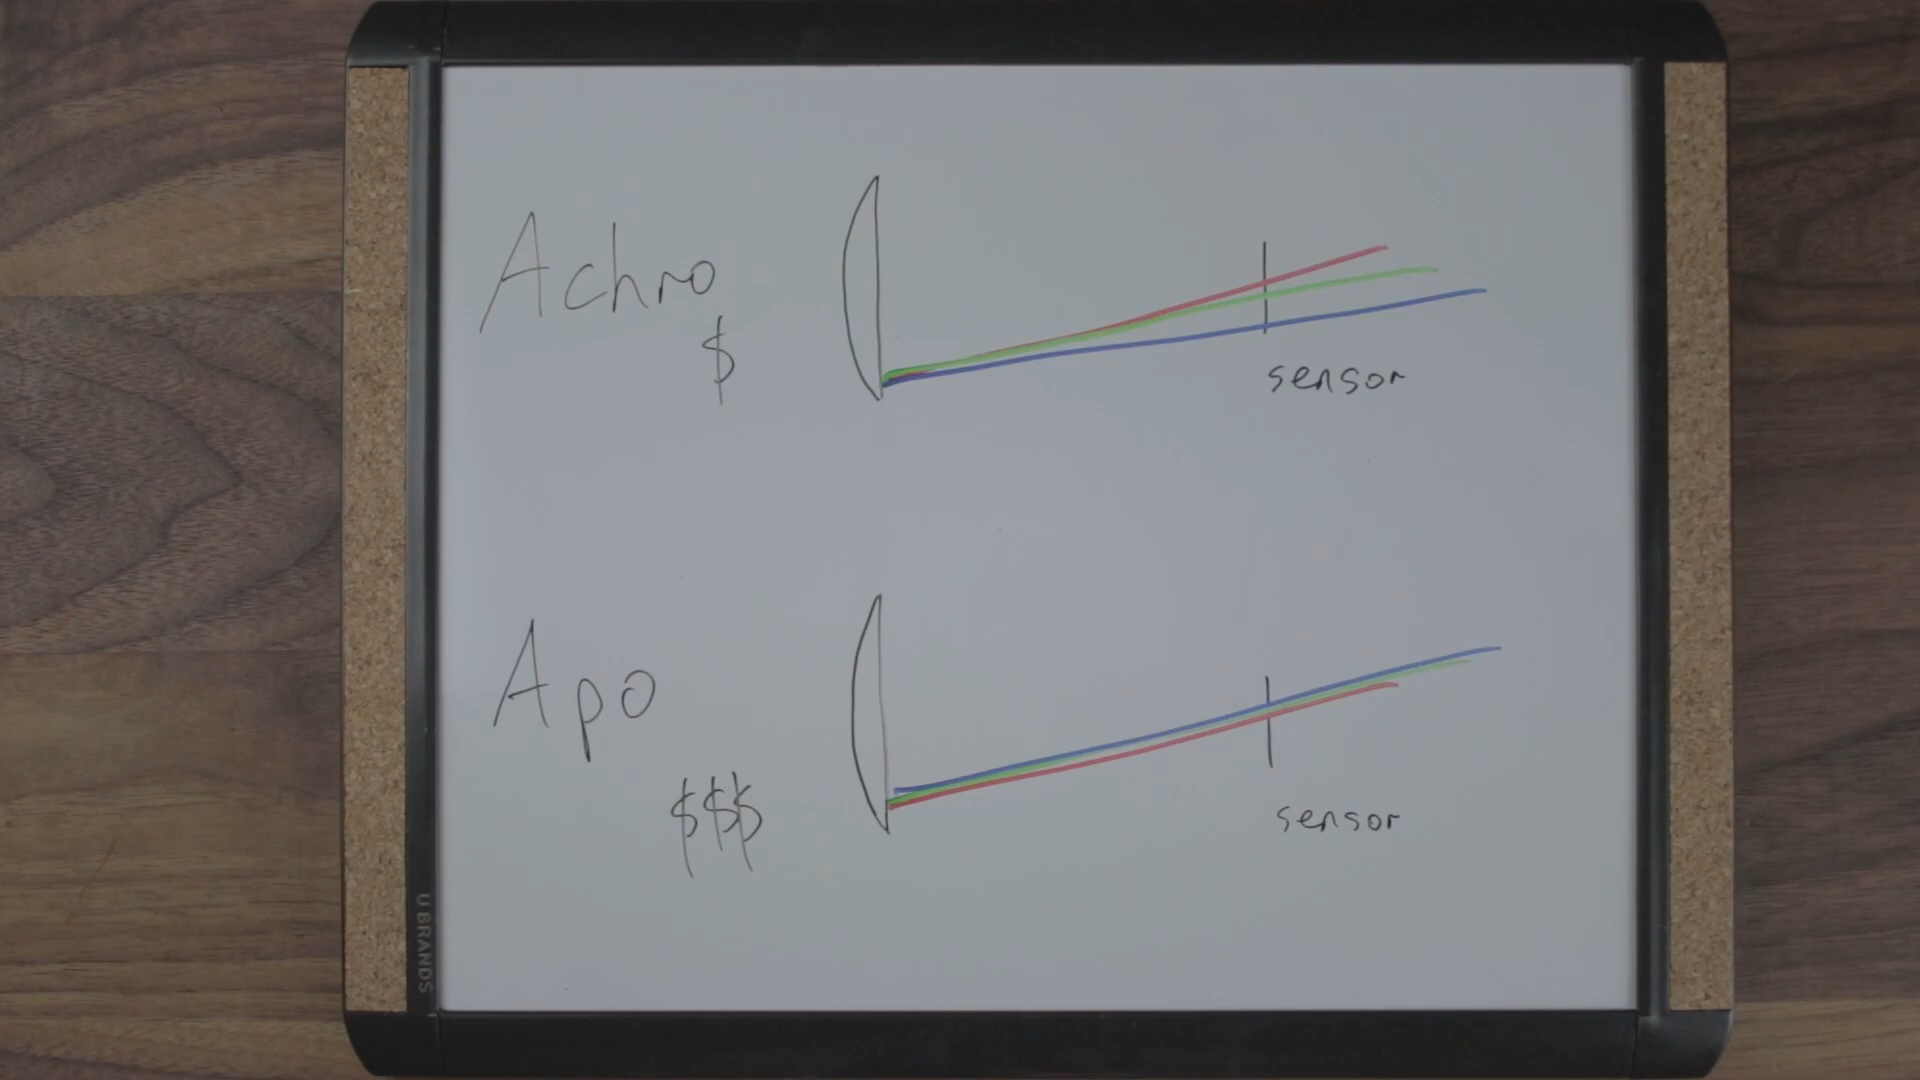 Achro
$
sensor
Apo
$$$
sensor
U BRANDS